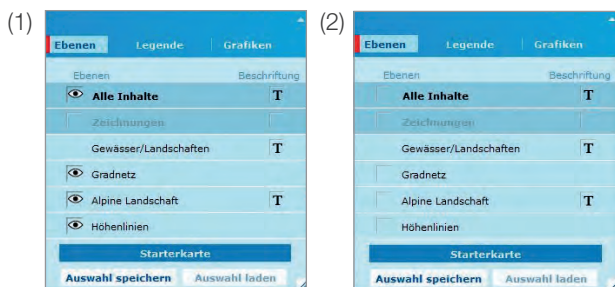 (1)
Ebenen Legende Grafiken
Ebenen Beschriftung
Alle Inhalte T
Zeichnungen
Gewässer/Landschaften T
Gradnetz
Alpine Landschaft T
Höhenlinien
Starterkarte
Auswahl speichern Auswahl laden
(2)
Ebenen Legende Grafiken
Ebenen Beschriftung
Alle Inhalte T
Zeichnungen
Gewässer/Landschaften T
Gradnetz
Alpine Landschaft T
Höhenlinien
Starterkarte
Auswahl speichern Auswahl laden